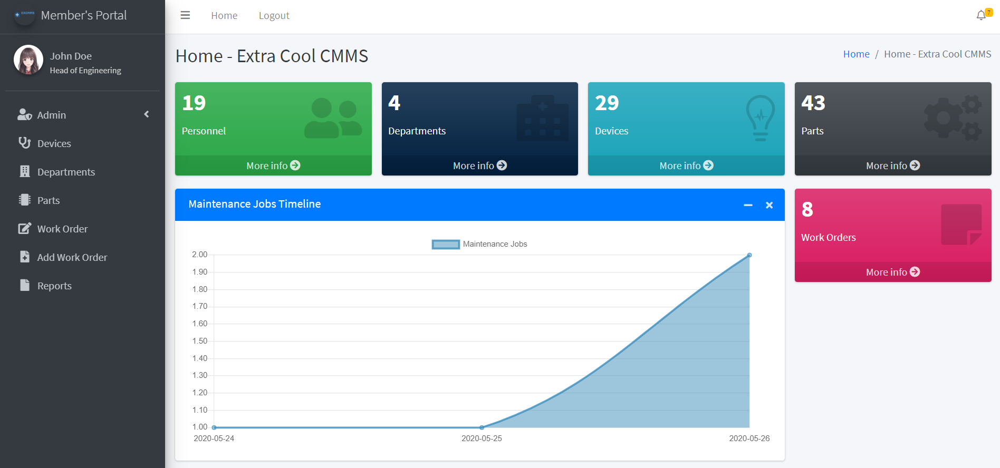 EXCMMS
Member's Portal
Home
Logout
7
John Doe
Head of Engineering
Admin
Devices
Departments
Parts
Work Order
Add Work Order
Reports
Home - Extra Cool CMMS
Home / Home - Extra Cool CMMS
19
Personnel
More info
4
Departments
More info
29
Devices
More info
43
Parts
More info
Maintenance Jobs Timeline
Maintenance Jobs
2.00
1.90
1.80
1.70
1.60
1.50
1.40
1.30
1.20
1.10
1.00
2020-05-24
2020-05-25
2020-05-26
8
Work Orders
More info